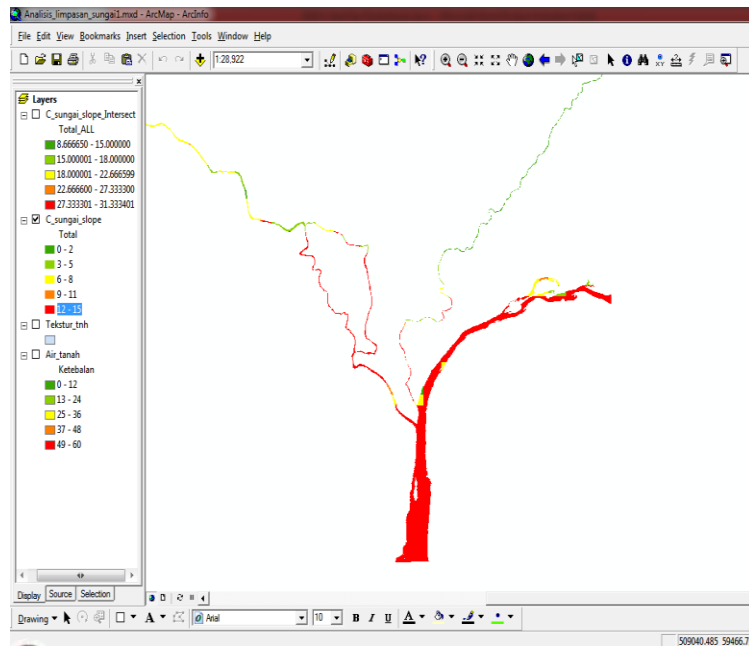 Analisis_limpasan_sungai1.mxd - ArcMap - ArcInfo
File Edit View Bookmarks Insert Selection Tools Window Help
1:28,922
Layers
C_sungai_slope_Intersect
Total_ALL
8.666650 - 15.000000
15.000001 - 18.000000
18.000001 - 22.666599
22.666600 - 27.333300
27.333301 - 31.333401
C_sungai_slope
Total
0 - 2
3 - 5
6 - 8
9 - 11
12 - 15
Tekstur_tnh
Air_tanah
Ketebalan
0 - 12
13 - 24
25 - 36
37 - 48
49 - 60
Display Source Selection
Drawing A Arial 10 B I U A
509040.485 59466.7